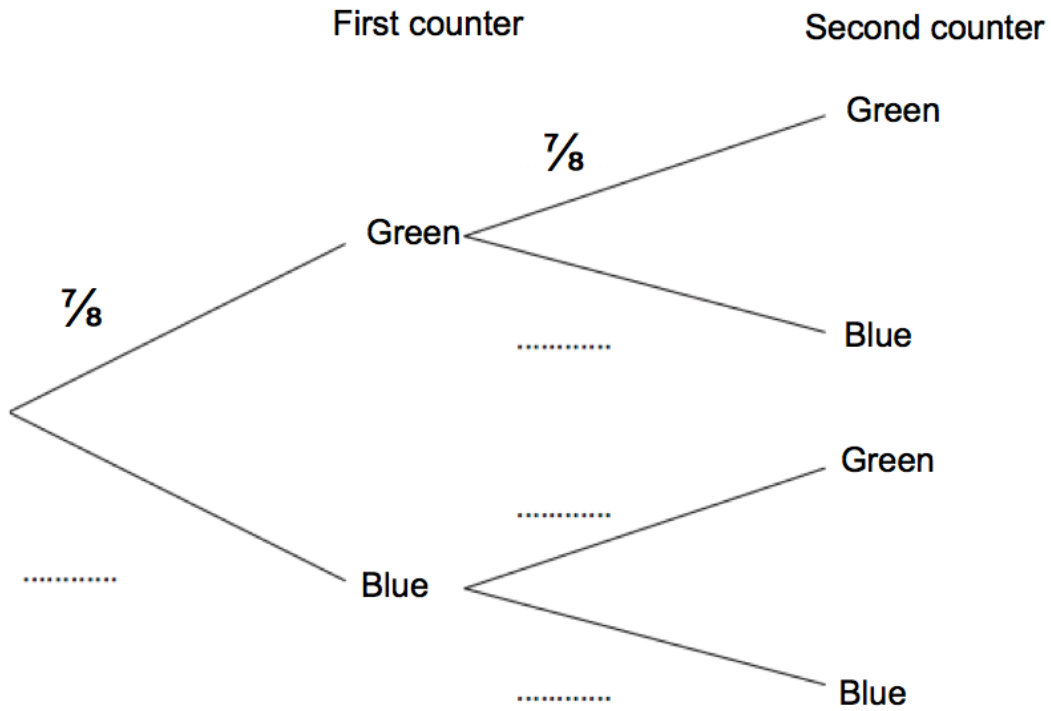 First counter
Second counter
Green
⅞
Green
⅞
Blue
............
Green
............
Blue
............
Blue
............